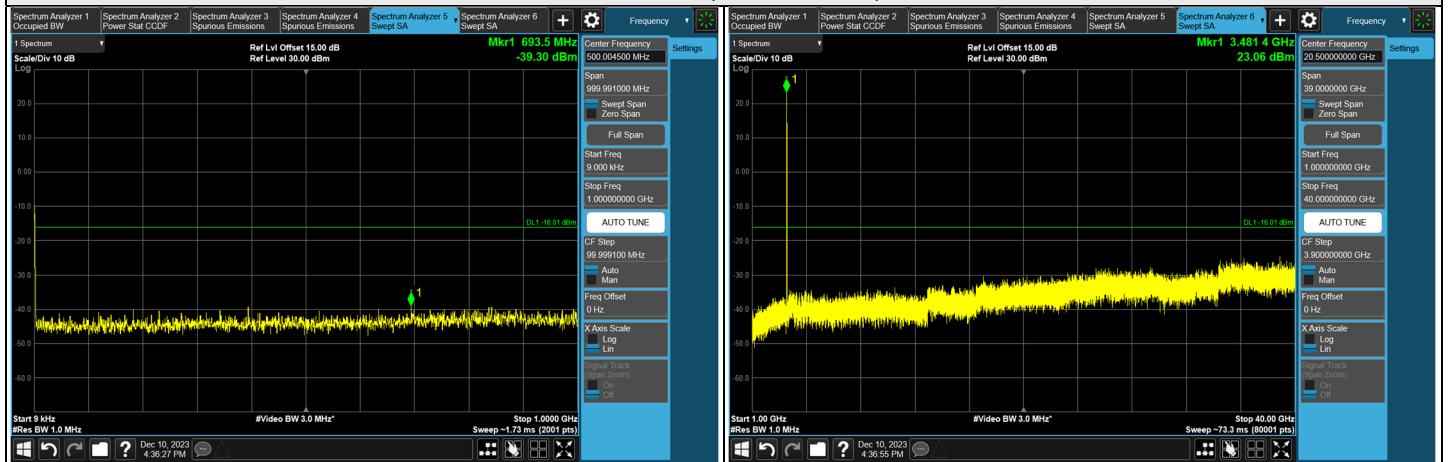 Spectrum Analyzer 1
Occupied BW
Spectrum Analyzer 2
Power Stat CCDF
Spectrum Analyzer 3
Spurious Emissions
Spectrum Analyzer 4
Spurious Emissions
Spectrum Analyzer 5
Swept SA
Spectrum Analyzer 6
Swept SA
+
Frequency
1 Spectrum
Scale/Div 10 dB
Log
Ref Lvl Offset 15.00 dB
Ref Level 30.00 dBm
Mkr1 693.5 MHz
-39.30 dBm
1
20.0
10.0
0.00
-10.0
-20.0
-30.0
-40.0
-50.0
-60.0
DL1 -16.01 dBm
Start 9 kHz
#Res BW 1.0 MHz
#Video BW 3.0 MHz*
Stop 1.0000 GHz
Sweep ~1.73 ms (2001 pts)
Center Frequency
500.004500 MHz
Settings
Span
999.991000 MHz
Swept Span
Zero Span
Full Span
Start Freq
9.000 kHz
Stop Freq
1.000000000 GHz
AUTO TUNE
CF Step
99.999100 MHz
Auto
Man
Freq Offset
0 Hz
X Axis Scale
Log
Lin
Signal Track
(Span Zoom)
On
Off
?
Dec 10, 2023
4:36:27 PM
Spectrum Analyzer 1
Occupied BW
Spectrum Analyzer 2
Power Stat CCDF
Spectrum Analyzer 3
Spurious Emissions
Spectrum Analyzer 4
Spurious Emissions
Spectrum Analyzer 5
Swept SA
Spectrum Analyzer 6
Swept SA
+
Frequency
1 Spectrum
Scale/Div 10 dB
Log
Ref Lvl Offset 15.00 dB
Ref Level 30.00 dBm
Mkr1 3.481 4 GHz
23.06 dBm
1
20.0
10.0
0.00
-10.0
-20.0
-30.0
-40.0
-50.0
-60.0
DL1 -16.01 dBm
Start 1.00 GHz
#Res BW 1.0 MHz
#Video BW 3.0 MHz*
Stop 40.00 GHz
Sweep ~73.3 ms (80001 pts)
Center Frequency
20.500000000 GHz
Settings
Span
39.0000000 GHz
Swept Span
Zero Span
Full Span
Start Freq
1.000000000 GHz
Stop Freq
40.000000000 GHz
AUTO TUNE
CF Step
3.900000000 GHz
Auto
Man
Freq Offset
0 Hz
X Axis Scale
Log
Lin
Signal Track
(Span Zoom)
On
Off
?
Dec 10, 2023
4:36:55 PM